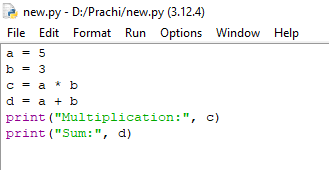 new.py - D:/Prachi/new.py (3.12.4)
File Edit Format Run Options Window Help
a = 5
b = 3
c = a * b
d = a + b
print("Multiplication:", c)
print("Sum:", d)